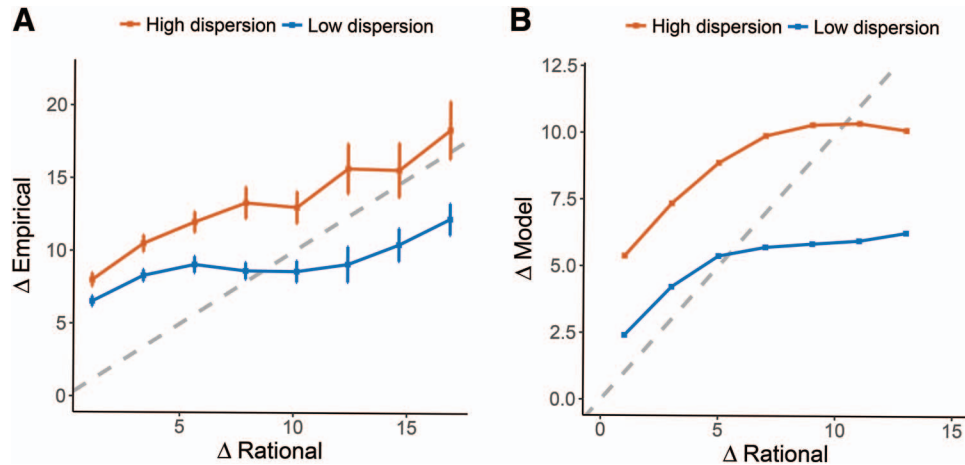 A
High dispersion Low dispersion
Δ Empirical
20
15
10
5
0
5 10 15
Δ Rational
B
High dispersion Low dispersion
Δ Model
12.5
10.0
7.5
5.0
2.5
0.0
0 5 10 15
Δ Rational